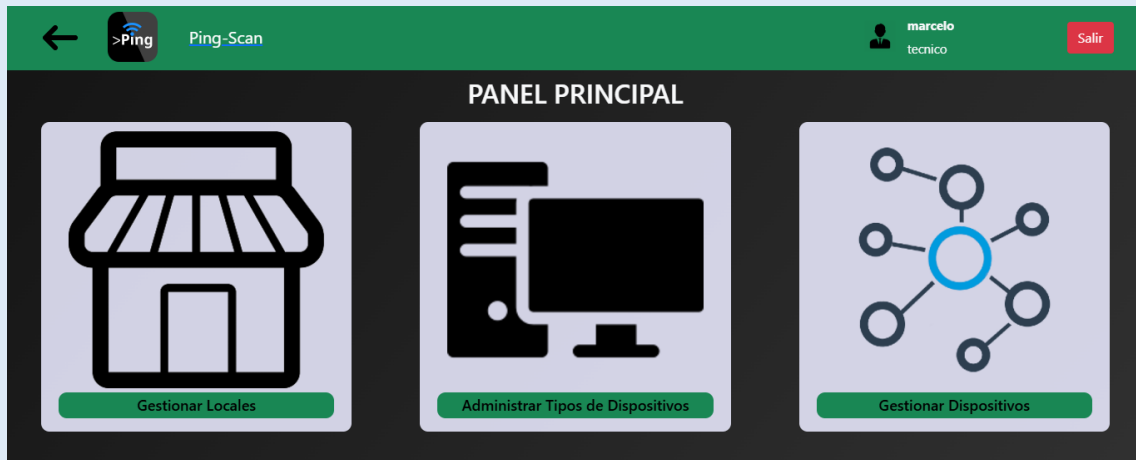 >Ping
Ping-Scan
marcelo
tecnico
Salir
PANEL PRINCIPAL
Gestionar Locales
Administrar Tipos de Dispositivos
Gestionar Dispositivos